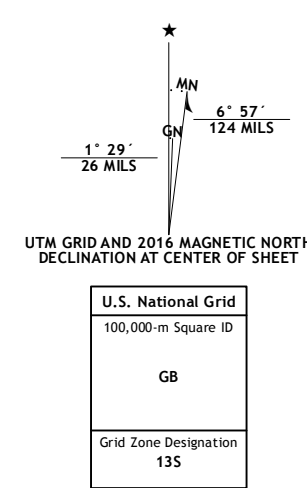 ★
MN
GN
6° 57´
124 MILS
1° 29´
26 MILS
UTM GRID AND 2016 MAGNETIC NORTH
DECLINATION AT CENTER OF SHEET
U.S. National Grid
100,000-m Square ID
GB
Grid Zone Designation
13S